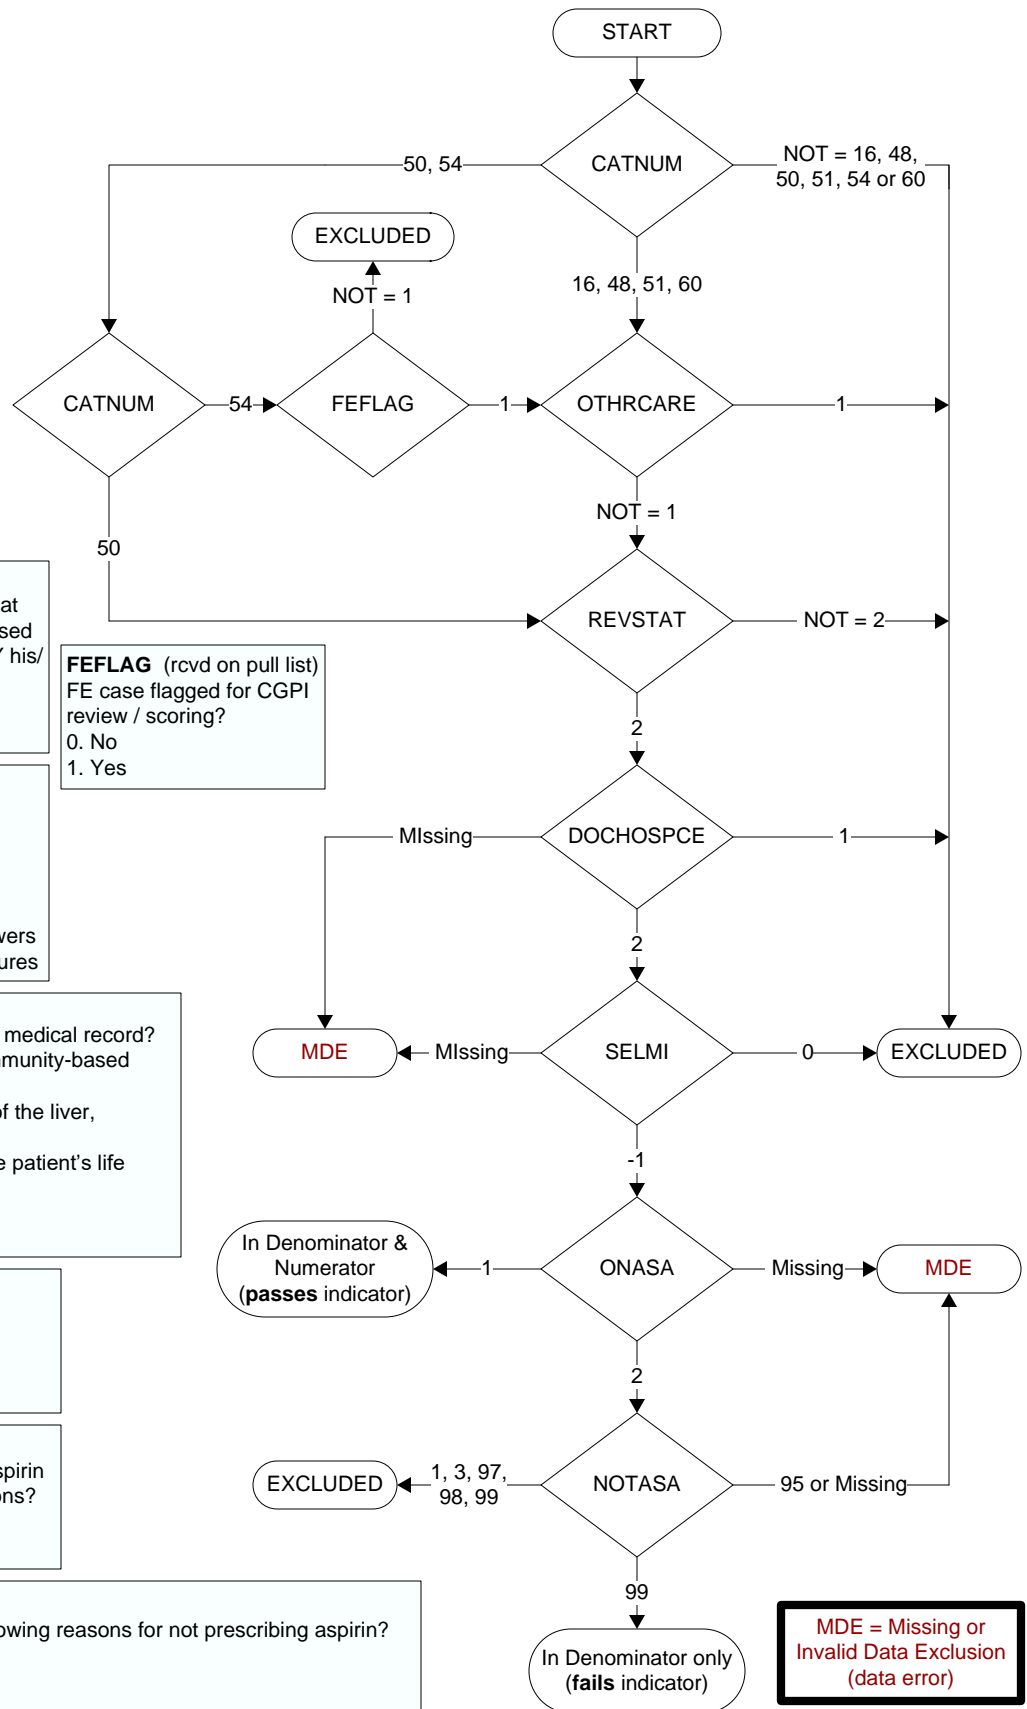 START
CATNUM
50, 54
NOT = 16, 48,
50, 51, 54 or 60
EXCLUDED
NOT = 1
16, 48, 51, 60
CATNUM
54
FEFLAG
1
OTHRCARE
1
NOT = 1
50
REVSTAT
NOT = 2
at
sed
his/
FEFLAG (rcvd on pull list)
FE case flagged for CGPI
review / scoring?
0. No
1. Yes
2
MIssing
DOCHOSPCE
1
wers
ures
2
medical record?
mmunity-based
of the liver,
e patient's life
MDE
MIssing
SELMI
0
EXCLUDED
-1
In Denominator &
Numerator
(passes indicator)
1
ONASA
Missing
MDE
2
spirin
ons?
EXCLUDED
1, 3, 97,
98, 99
NOTASA
95 or Missing
99
owing reasons for not prescribing aspirin?
In Denominator only
(fails indicator)
MDE = Missing or
Invalid Data Exclusion
(data error)